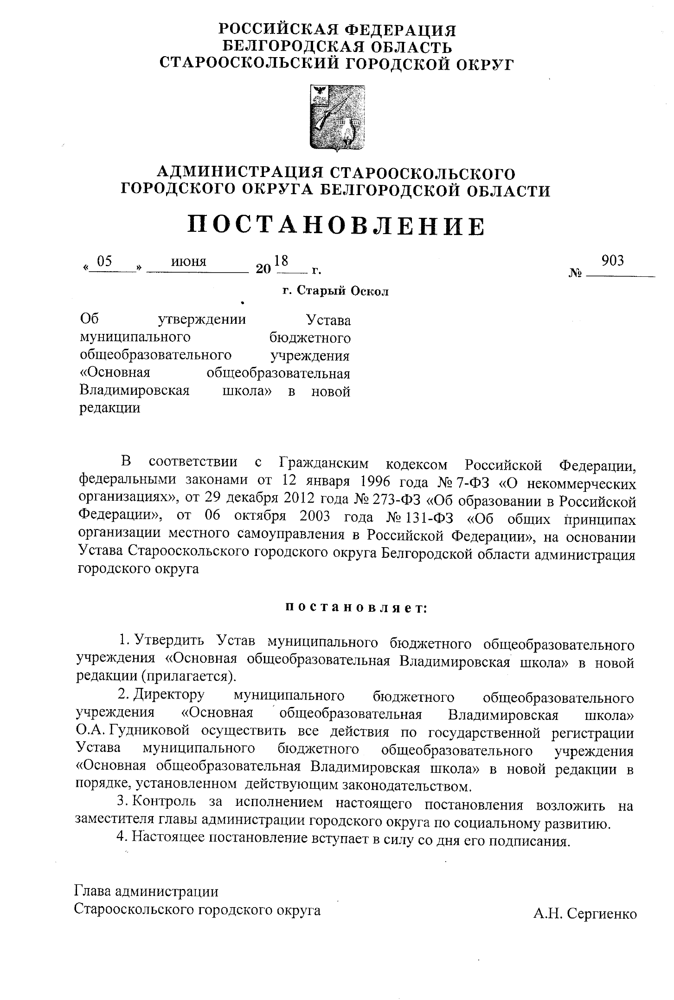 РОССИЙСКАЯ ФЕДЕРАЦИЯ
БЕЛГОРОДСКАЯ ОБЛАСТЬ
СТАРООСКОЛЬСКИЙ ГОРОДСКОЙ ОКРУГ
АДМИНИСТРАЦИЯ СТАРООСКОЛЬСКОГО
ГОРОДСКОГО ОКРУГА БЕЛГОРОДСКОЙ ОБЛАСТИ
ПОСТАНОВЛЕНИЕ
« 05 » июня 20 18 г. № 903
г. Старый Оскол
Об утверждении Устава
муниципального бюджетного
общеобразовательного учреждения
«Основная общеобразовательная
Владимировская школа» в новой
редакции
В соответствии с Гражданским кодексом Российской Федерации,
федеральными законами от 12 января 1996 года № 7-ФЗ «О некоммерческих
организациях», от 29 декабря 2012 года № 273-ФЗ «Об образовании в Российской
Федерации», от 06 октября 2003 года № 131-ФЗ «Об общих принципах
организации местного самоуправления в Российской Федерации», на основании
Устава Старооскольского городского округа Белгородской области администрация
городского округа
п о с т а н о в л я е т:
1. Утвердить Устав муниципального бюджетного общеобразовательного
учреждения «Основная общеобразовательная Владимировская школа» в новой
редакции (прилагается).
2. Директору муниципального бюджетного общеобразовательного
учреждения «Основная общеобразовательная Владимировская школа»
О.А. Гудниковой осуществить все действия по государственной регистрации
Устава муниципального бюджетного общеобразовательного учреждения
«Основная общеобразовательная Владимировская школа» в новой редакции в
порядке, установленном действующим законодательством.
3. Контроль за исполнением настоящего постановления возложить на
заместителя главы администрации городского округа по социальному развитию.
4. Настоящее постановление вступает в силу со дня его подписания.
Глава администрации
Старооскольского городского округа А.Н. Сергиенко